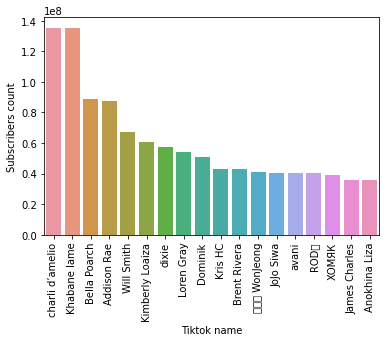 1e8
1.4
1.2
1.0
0.8
0.6
0.4
0.2
0.0
Subscribers count
charli d'amelio
Khabane lame
Bella Poarch
Addison Rae
Will Smith
Kimberly Loaiza
dixie
Loren Gray
Dominik
Kris HC
Brent Rivera
WonJeong
JoJo Siwa
avani
ROD
ХОМЯК
James Charles
Anokhina Liza
Tiktok name